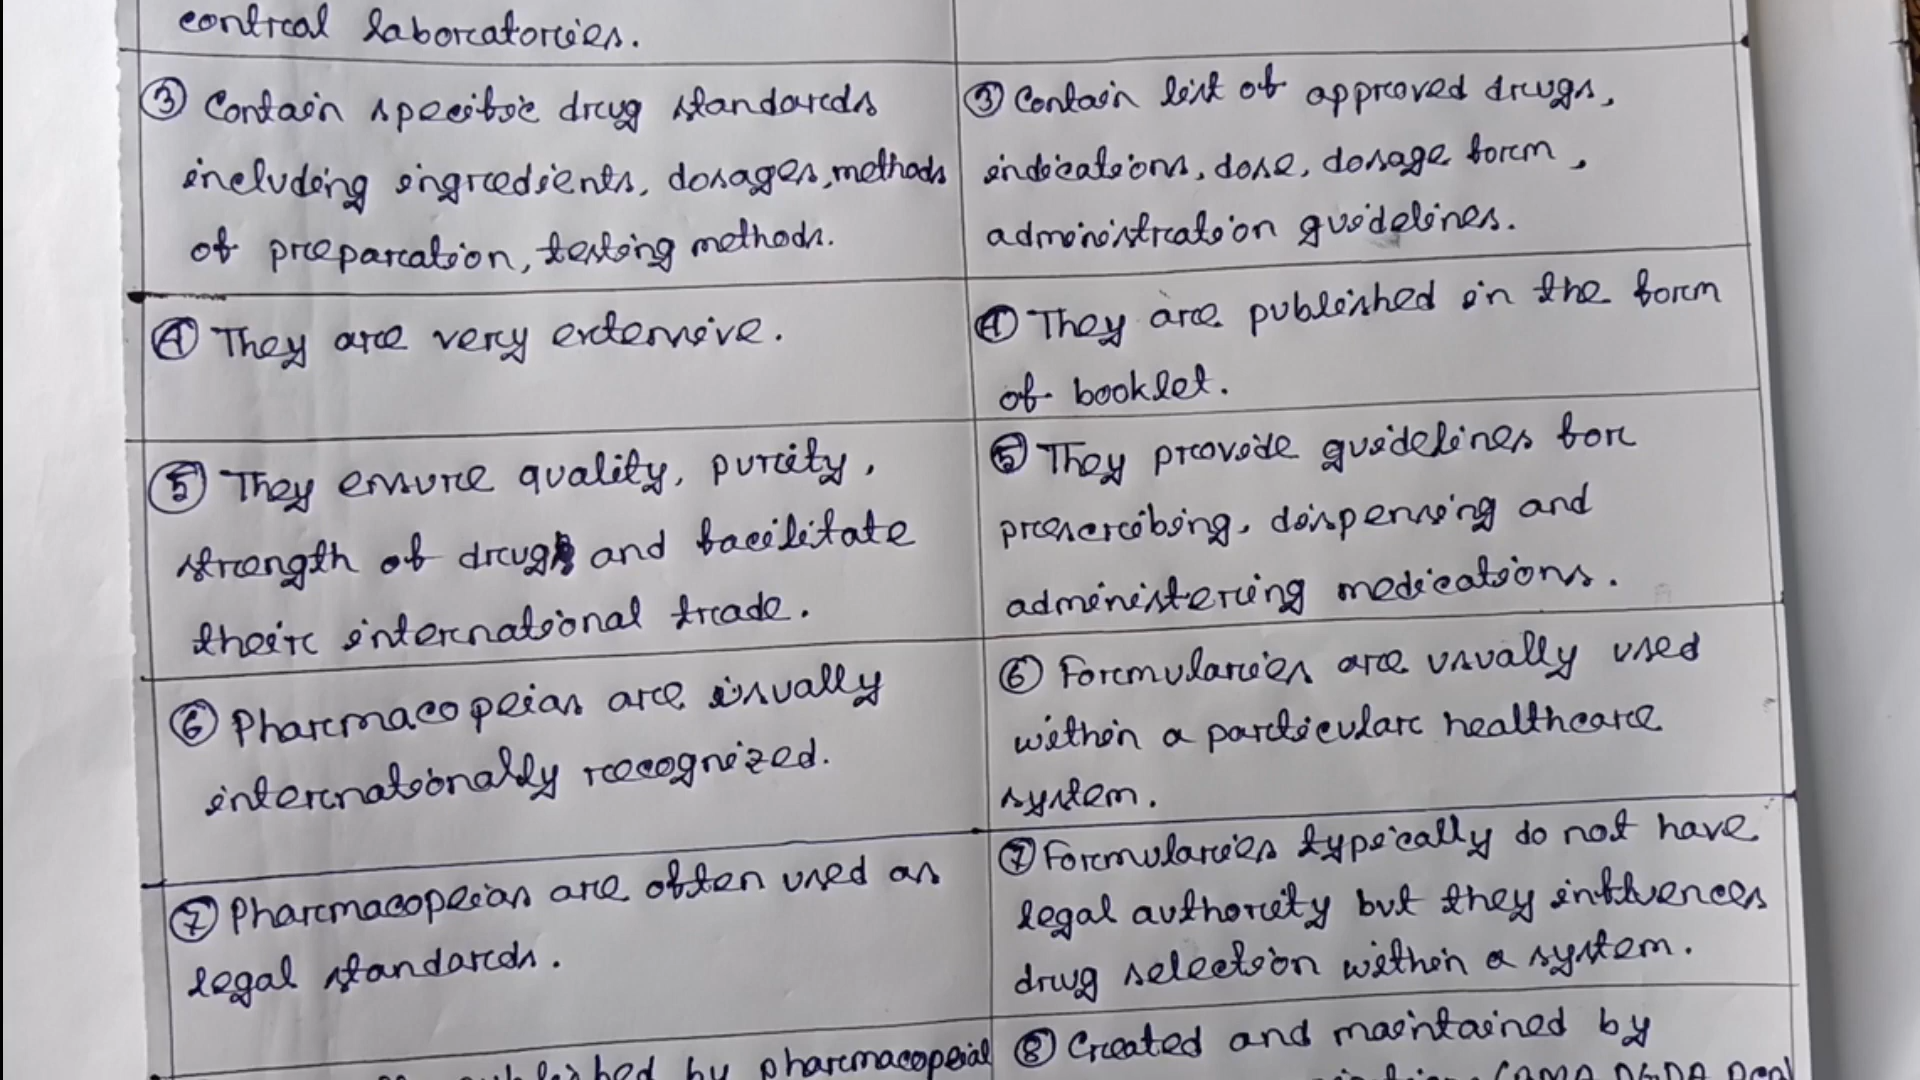 control laboratories.
③ Contain specific drug standards
including ingredients, dosages, methods
of preparation, testing methods.
③ Contain list of approved drugs,
indications, dose, dosage form,
administration guidelines.
④ They are very extensive.
④ They are published in the form
of booklet.
⑤ They ensure quality, purity,
strength of drugs and facilitate
their international trade.
⑤ They provide guidelines for
prescribing, dispensing and
administering medications.
⑥ Pharmacopeias are usually
internationally recognized.
⑥ Formularies are usually used
within a particular healthcare
system.
⑦ Pharmacopeias are often used as
legal standards.
⑦ Formularies typically do not have
legal authority but they influences
drug selection within a system.
by pharmacopeial
⑧ Created and maintained by